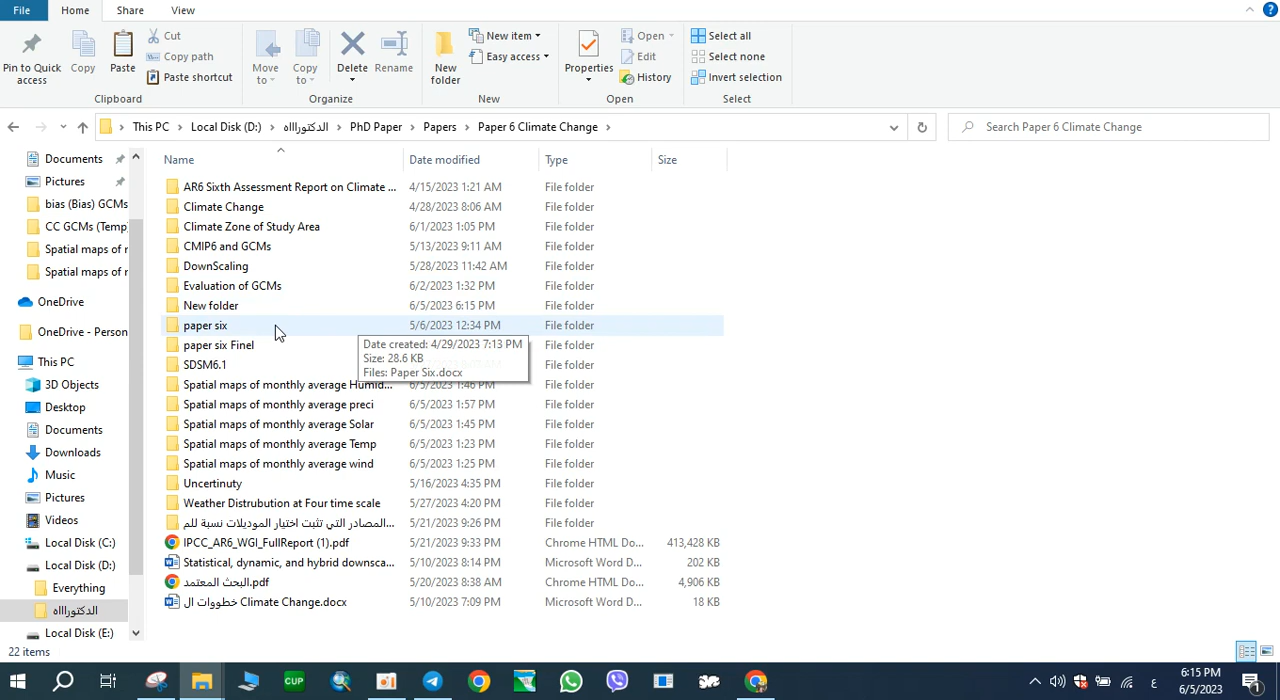 File Home Share View
Pin to Quick access
Copy
Paste
Cut
Copy path
Paste shortcut
Clipboard
Move to
Copy to
Delete
Rename
Organize
New folder
New item
Easy access
New
Properties
Open
Edit
History
Open
Select all
Select none
Invert selection
Select
This PC > Local Disk (D:) > الدكتورااااه > PhD Paper > Papers > Paper 6 Climate Change >
Search Paper 6 Climate Change
Documents
Pictures
bias (Bias) GCMs
CC GCMs (Temp
Spatial maps of r
Spatial maps of r
OneDrive
OneDrive - Person
This PC
3D Objects
Desktop
Documents
Downloads
Music
Pictures
Videos
Local Disk (C:)
Local Disk (D:)
Everything
الدكتورااااه
Local Disk (E:)
Name Date modified Type Size
AR6 Sixth Assessment Report on Climate ... 4/15/2023 1:21 AM File folder
Climate Change 4/28/2023 8:06 AM File folder
Climate Zone of Study Area 6/1/2023 1:05 PM File folder
CMIP6 and GCMs 5/13/2023 9:11 AM File folder
DownScaling 5/28/2023 11:42 AM File folder
Evaluation of GCMs 6/2/2023 1:32 PM File folder
New folder 6/5/2023 6:15 PM File folder
paper six 5/6/2023 12:34 PM File folder
paper six Finel File folder
Date created: 4/29/2023 7:13 PM
Size: 28.6 KB
Files: Paper Six.docx
SDSM6.1 File folder
Spatial maps of monthly average Humid... 6/5/2023 1:46 PM File folder
Spatial maps of monthly average preci 6/5/2023 1:57 PM File folder
Spatial maps of monthly average Solar 6/5/2023 1:45 PM File folder
Spatial maps of monthly average Temp 6/5/2023 1:23 PM File folder
Spatial maps of monthly average wind 6/5/2023 1:25 PM File folder
Uncertinuty 5/16/2023 4:35 PM File folder
Weather Distrubution at Four time scale 5/27/2023 4:20 PM File folder
المصادر التي تثبت اختيار الموديلات نسبة للم... 5/21/2023 9:26 PM File folder
IPCC_AR6_WGI_FullReport (1).pdf 5/21/2023 9:33 PM Chrome HTML Do... 413,428 KB
Statistical, dynamic, and hybrid downsca... 5/10/2023 8:14 PM Microsoft Word D... 202 KB
البحث المعتمد.pdf 5/20/2023 8:38 AM Chrome HTML Do... 4,906 KB
خطووات ال Climate Change.docx 5/10/2023 7:09 PM Microsoft Word D... 18 KB
22 items
CUP
ع
6:15 PM
6/5/2023
1